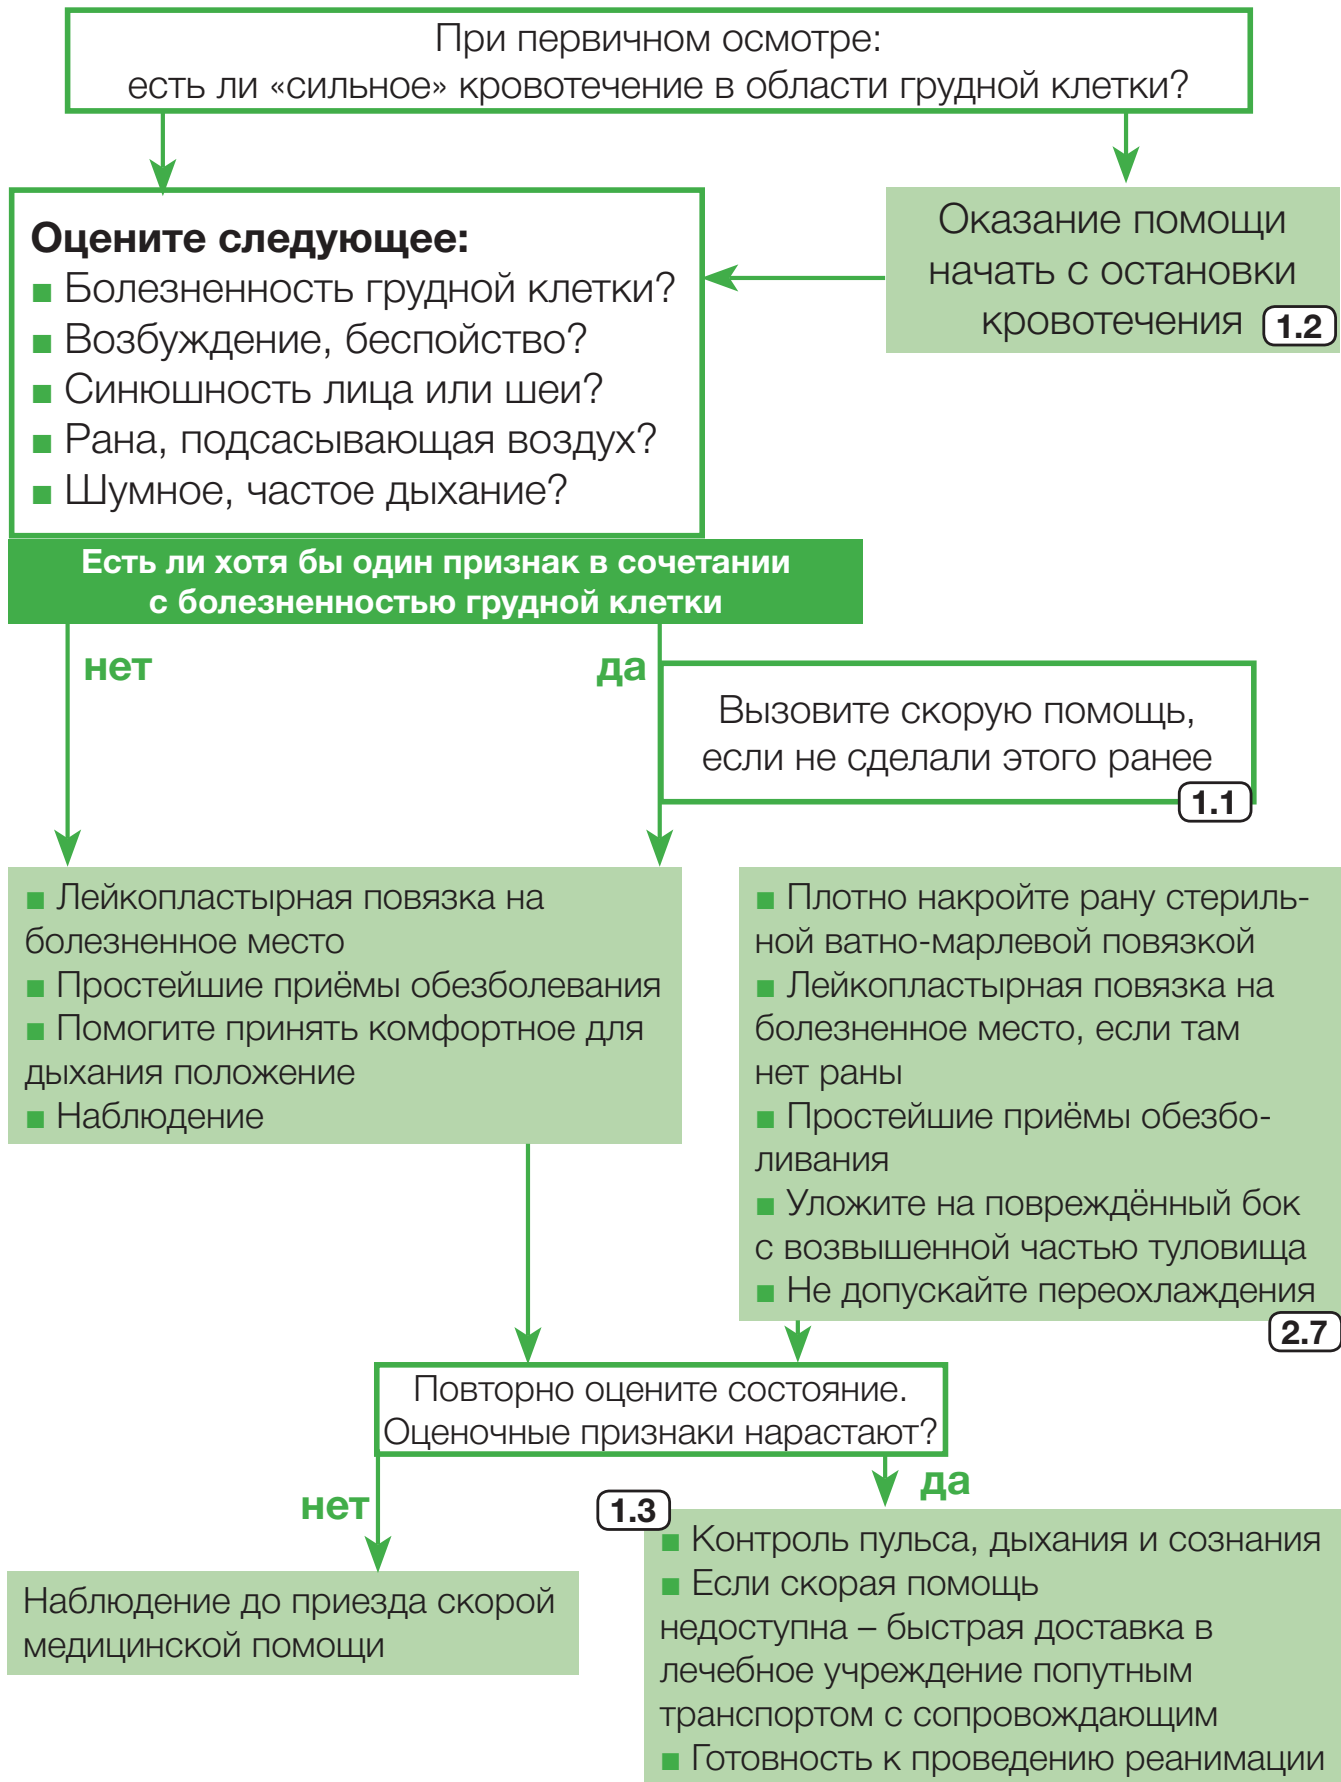 При первичном осмотре:
есть ли «сильное» кровотечение в области грудной клетки?
Оцените следующее:
■ Болезненность грудной клетки?
■ Возбуждение, беспойство?
■ Синюшность лица или шеи?
■ Рана, подсасывающая воздух?
■ Шумное, частое дыхание?
Оказание помощи
начать с остановки
кровотечения 1.2
Есть ли хотя бы один признак в сочетании
с болезненностью грудной клетки
нет
да
Вызовите скорую помощь,
если не сделали этого ранее
1.1
■ Лейкопластырная повязка на
болезненное место
■ Простейшие приёмы обезболевания
■ Помогите принять комфортное для
дыхания положение
■ Наблюдение
■ Плотно накройте рану стериль-
ной ватно-марлевой повязкой
■ Лейкопластырная повязка на
болезненное место, если там
нет раны
■ Простейшие приёмы обезбо-
ливания
■ Уложите на повреждённый бок
с возвышенной частью туловища
■ Не допускайте переохлаждения
2.7
Повторно оцените состояние.
Оценочные признаки нарастают?
нет
да
Наблюдение до приезда скорой
медицинской помощи
1.3
■ Контроль пульса, дыхания и сознания
■ Если скорая помощь
недоступна – быстрая доставка в
лечебное учреждение попутным
транспортом с сопровождающим
■ Готовность к проведению реанимации